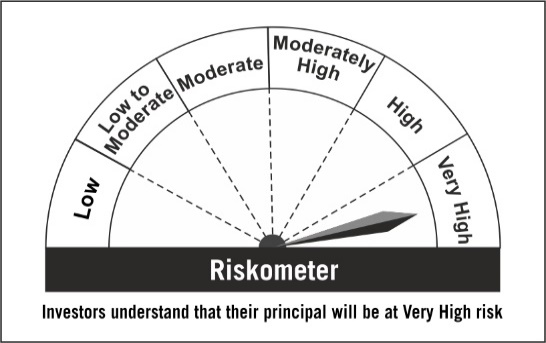 Low
Low to
Moderate
Moderate
Moderately
High
High
Very High
Riskometer
Investors understand that their principal will be at Very High risk